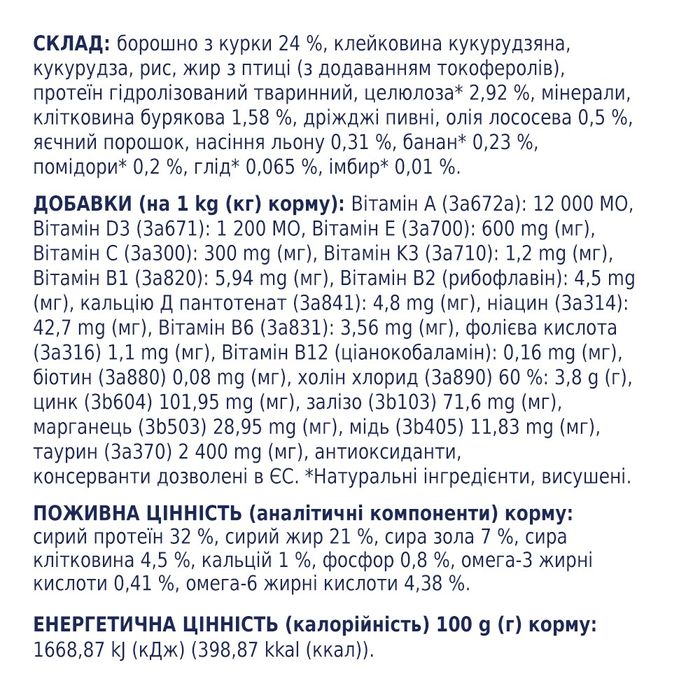 СКЛАД: борошно з курки 24 %, клейковина кукурудзяна,
кукурудза, рис, жир з птиці (з додаванням токоферолів),
протеїн гідролізований тваринний, целюлоза* 2,92 %, мінерали,
клітковина бурякова 1,58 %, дріжджі пивні, олія лососева 0,5 %,
яєчний порошок, насіння льону 0,31 %, банан* 0,23 %,
помідори* 0,2 %, глід* 0,065 %, імбир* 0,01 %.
ДОБАВКИ (на 1 kg (кг) корму): Вітамін A (3a672a): 12 000 МО,
Вітамін D3 (3a671): 1 200 МО, Вітамін E (3a700): 600 mg (мг),
Вітамін C (3a300): 300 mg (мг), Вітамін K3 (3a710): 1,2 mg (мг),
Вітамін B1 (3a820): 5,94 mg (мг), Вітамін B2 (рибофлавін): 4,5 mg
(мг), кальцію Д пантотенат (3a841): 4,8 mg (мг), ніацин (3a314):
42,7 mg (мг), Вітамін B6 (3a831): 3,56 mg (мг), фолієва кислота
(3a316) 1,1 mg (мг), Вітамін B12 (ціанокобаламін): 0,16 mg (мг),
біотин (3a880) 0,08 mg (мг), холін хлорид (3a890) 60 %: 3,8 g (г),
цинк (3b604) 101,95 mg (мг), залізо (3b103) 71,6 mg (мг),
марганець (3b503) 28,95 mg (мг), мідь (3b405) 11,83 mg (мг),
таурин (3a370) 2 400 mg (мг), антиоксиданти,
консерванти дозволені в ЄС. *Натуральні інгредієнти, висушені.
ПОЖИВНА ЦІННІСТЬ (аналітичні компоненти) корму:
сирий протеїн 32 %, сирий жир 21 %, сира зола 7 %, сира
клітковина 4,5 %, кальцій 1 %, фосфор 0,8 %, омега-3 жирні
кислоти 0,41 %, омега-6 жирні кислоти 4,38 %.
ЕНЕРГЕТИЧНА ЦІННІСТЬ (калорійність) 100 g (г) корму:
1668,87 kJ (кДж) (398,87 kkal (ккал)).